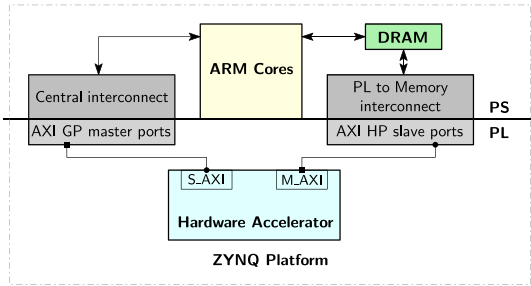 DRAM
ARM Cores
Central interconnect
PL to Memory
interconnect
PS
AXI GP master ports
AXI HP slave ports
PL
S_AXI
M_AXI
Hardware Accelerator
ZYNQ Platform